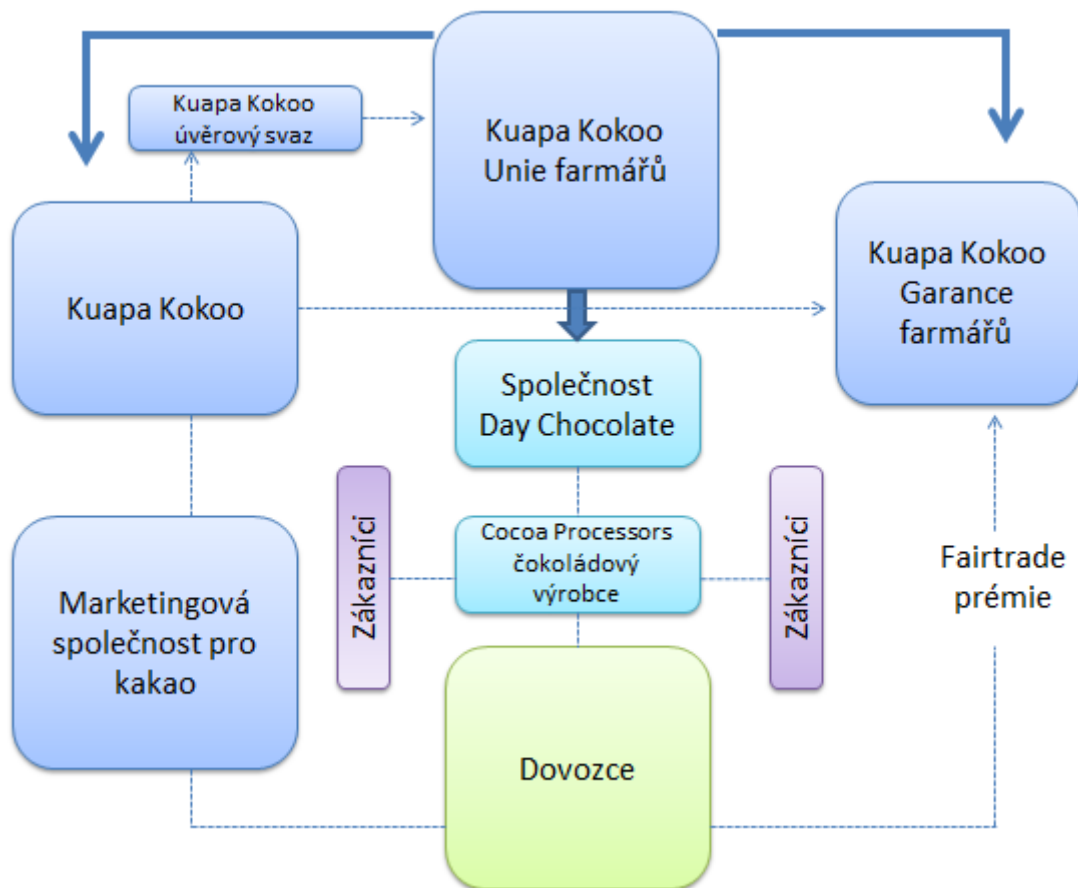 Kuapa Kokoo
úvěrový svaz
Kuapa Kokoo
Unie farmářů
Kuapa Kokoo
Kuapa Kokoo
Garance
farmářů
Společnost
Day Chocolate
Zákazníci
Cocoa Processors
čokoládový
výrobce
Zákazníci
Fairtrade
prémie
Marketingová
společnost pro
kakao
Dovozce